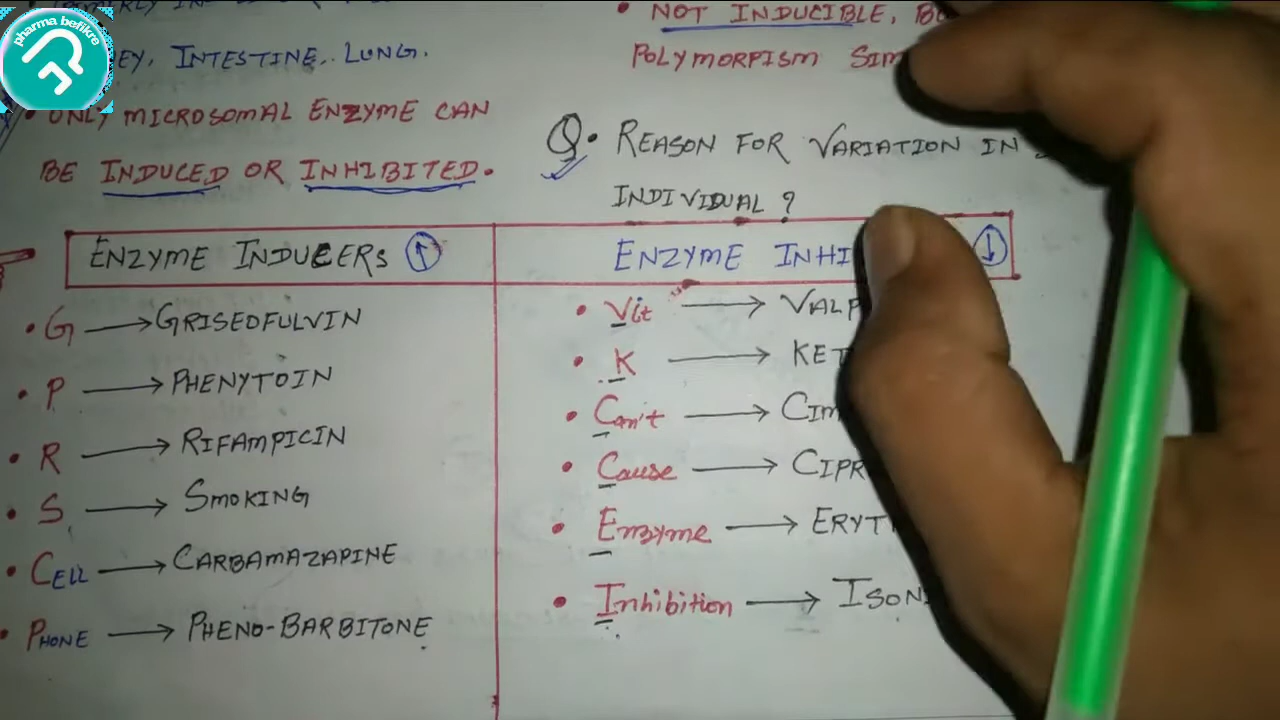 pharma befikre
INTESTINE, LUNG.
ONLY MICROSOMAL ENZYME CAN
BE INDUCED OR INHIBITED.
NOT INDUCIBLE,
POLYMORPISM
Q. REASON FOR VARIATION IN
INDIVIDUAL ?
ENZYME INDUCERS ↑
• G → GRISEOFULVIN
• P → PHENYTOIN
• R → RIFAMPICIN
• S → SMOKING
• CELL → CARBAMAZAPINE
• PHONE → PHENO-BARBITONE
ENZYME INHI ↓
• Vit → VALP
• K → KET
• Can't → CIM
• Cause → CIPR
• Enzyme → ERYT
• Inhibition → ISON